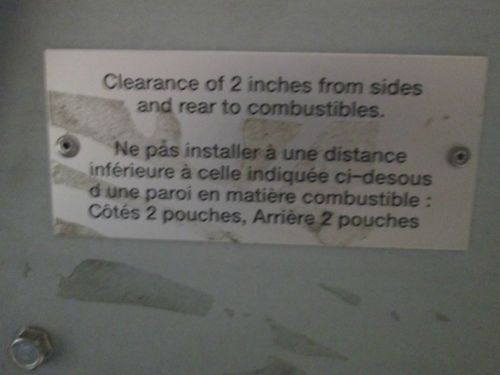 Clearance of 2 inches from sides
and rear to combustibles.
Ne pas installer à une distance
inférieure à celle indiquée ci-desous
d une paroi en matière combustible :
Côtés 2 pouches, Arrière 2 pouches